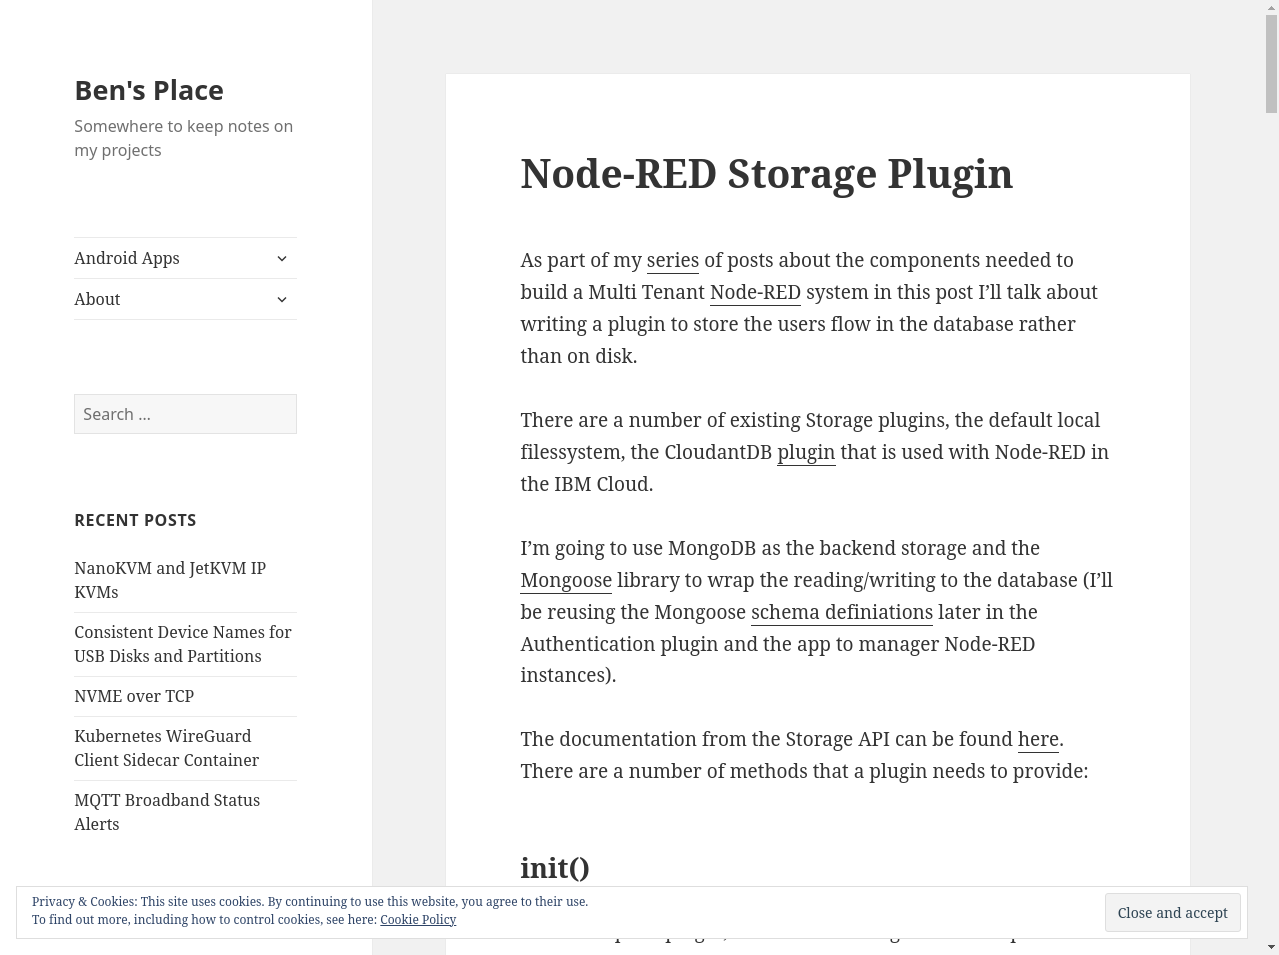 Ben's Place
Somewhere to keep notes on
my projects
Android Apps
About
Search …
RECENT POSTS
NanoKVM and JetKVM IP
KVMs
Consistent Device Names for
USB Disks and Partitions
NVME over TCP
Kubernetes WireGuard
Client Sidecar Container
MQTT Broadband Status
Alerts
Node-RED Storage Plugin
As part of my series of posts about the components needed to
build a Multi Tenant Node-RED system in this post I’ll talk about
writing a plugin to store the users flow in the database rather
than on disk.
There are a number of existing Storage plugins, the default local
filessystem, the CloudantDB plugin that is used with Node-RED in
the IBM Cloud.
I’m going to use MongoDB as the backend storage and the
Mongoose library to wrap the reading/writing to the database (I’ll
be reusing the Mongoose schema definiations later in the
Authentication plugin and the app to manager Node-RED
instances).
The documentation from the Storage API can be found here.
There are a number of methods that a plugin needs to provide:
init()
Privacy & Cookies: This site uses cookies. By continuing to use this website, you agree to their use.
To find out more, including how to control cookies, see here: Cookie Policy
Close and accept